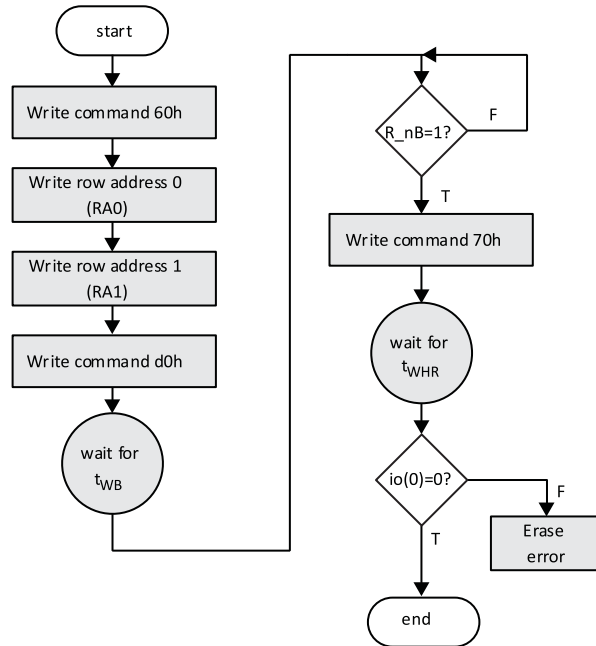 start
Write command 60h
Write row address 0
(RA0)
Write row address 1
(RA1)
Write command d0h
wait for
tWB
R_nB=1?
F
T
Write command 70h
wait for
tWHR
io(0)=0?
F
T
Erase
error
end